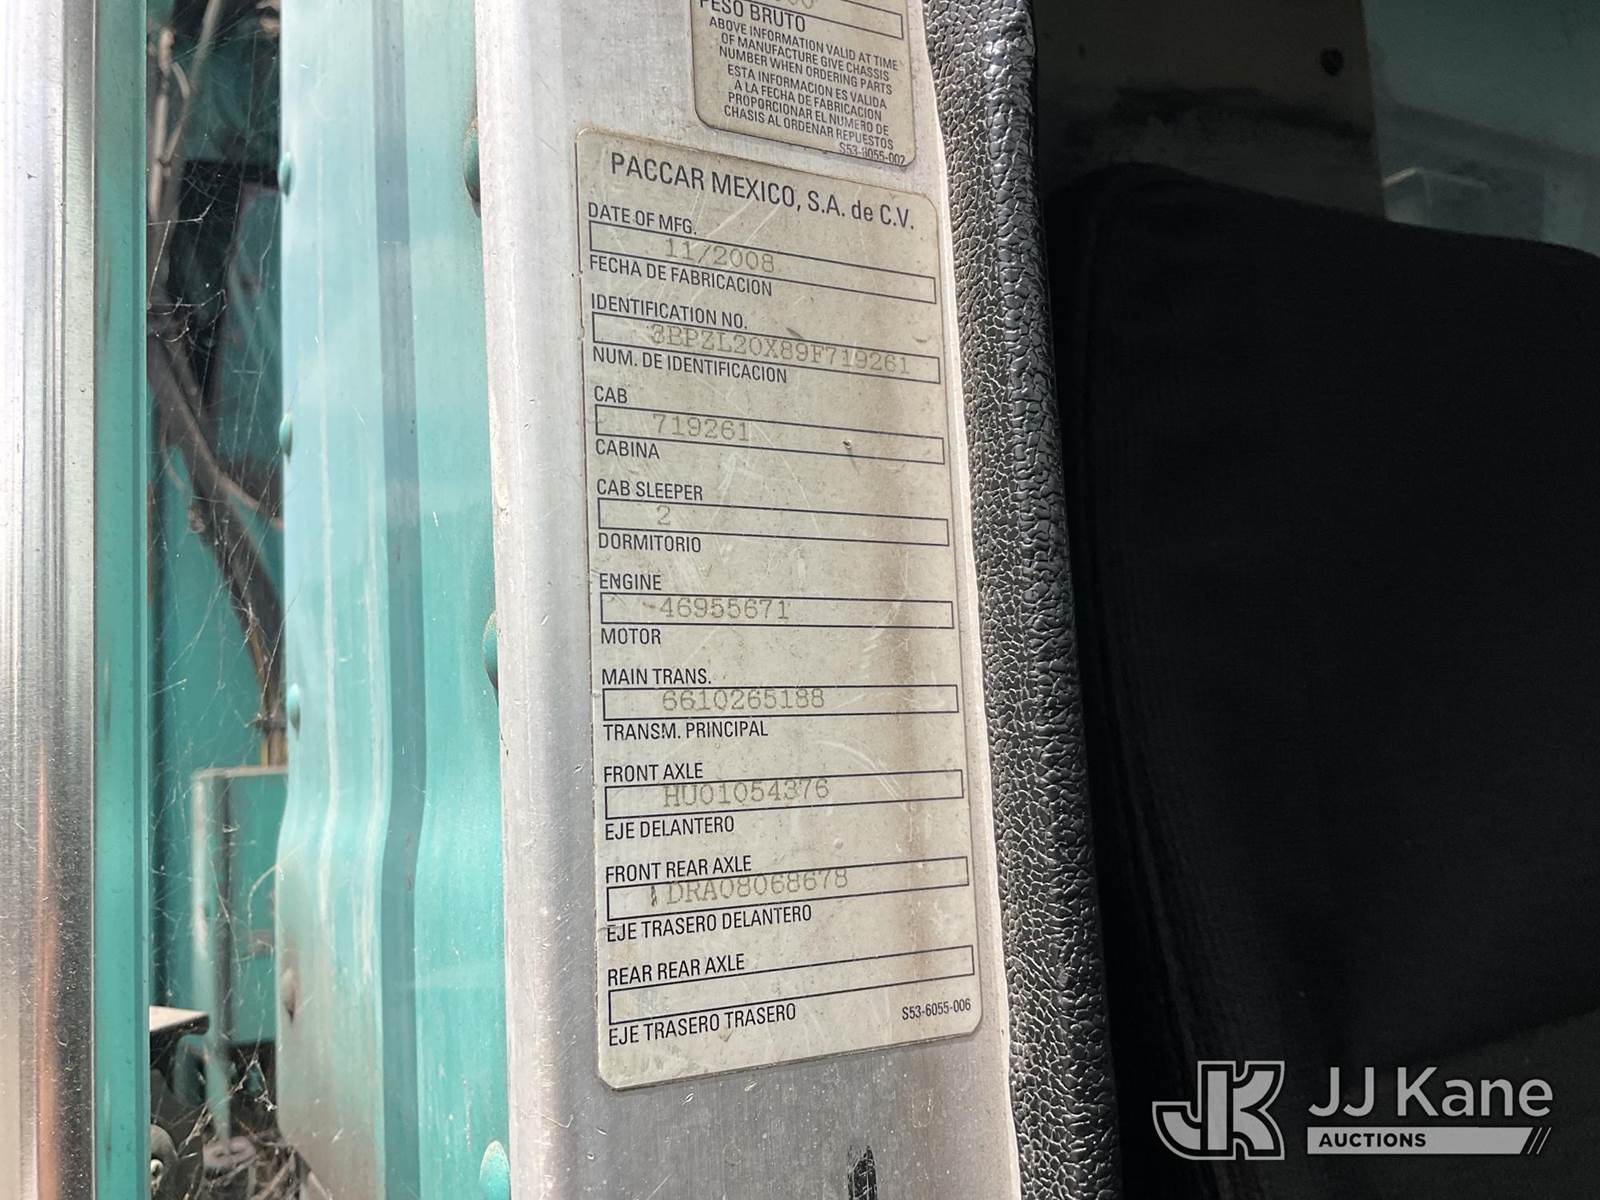 PESO BRUTO
ABOVE INFORMATION VALID AT TIME
OF MANUFACTURE GIVE CHASSIS
NUMBER WHEN ORDERING PARTS
ESTA INFORMACION ES VALIDA
A LA FECHA DE FABRICACION
PROPORCIONAR EL NUMERO DE
CHASIS AL ORDENAR REPUESTOS
S53-6055-002
PACCAR MEXICO, S.A. de C.V.
DATE OF MFG.
11/2008
FECHA DE FABRICACION
IDENTIFICATION NO.
3BPZL20X89F719261
NUM. DE IDENTIFICACION
CAB
719261
CABINA
CAB SLEEPER
2
DORMITORIO
ENGINE
46955671
MOTOR
MAIN TRANS.
6610265188
TRANSM. PRINCIPAL
FRONT AXLE
HU01054376
EJE DELANTERO
FRONT REAR AXLE
DRA08068678
EJE TRASERO DELANTERO
REAR REAR AXLE
EJE TRASERO TRASERO
S53-6055-006
JK JJ Kane
AUCTIONS